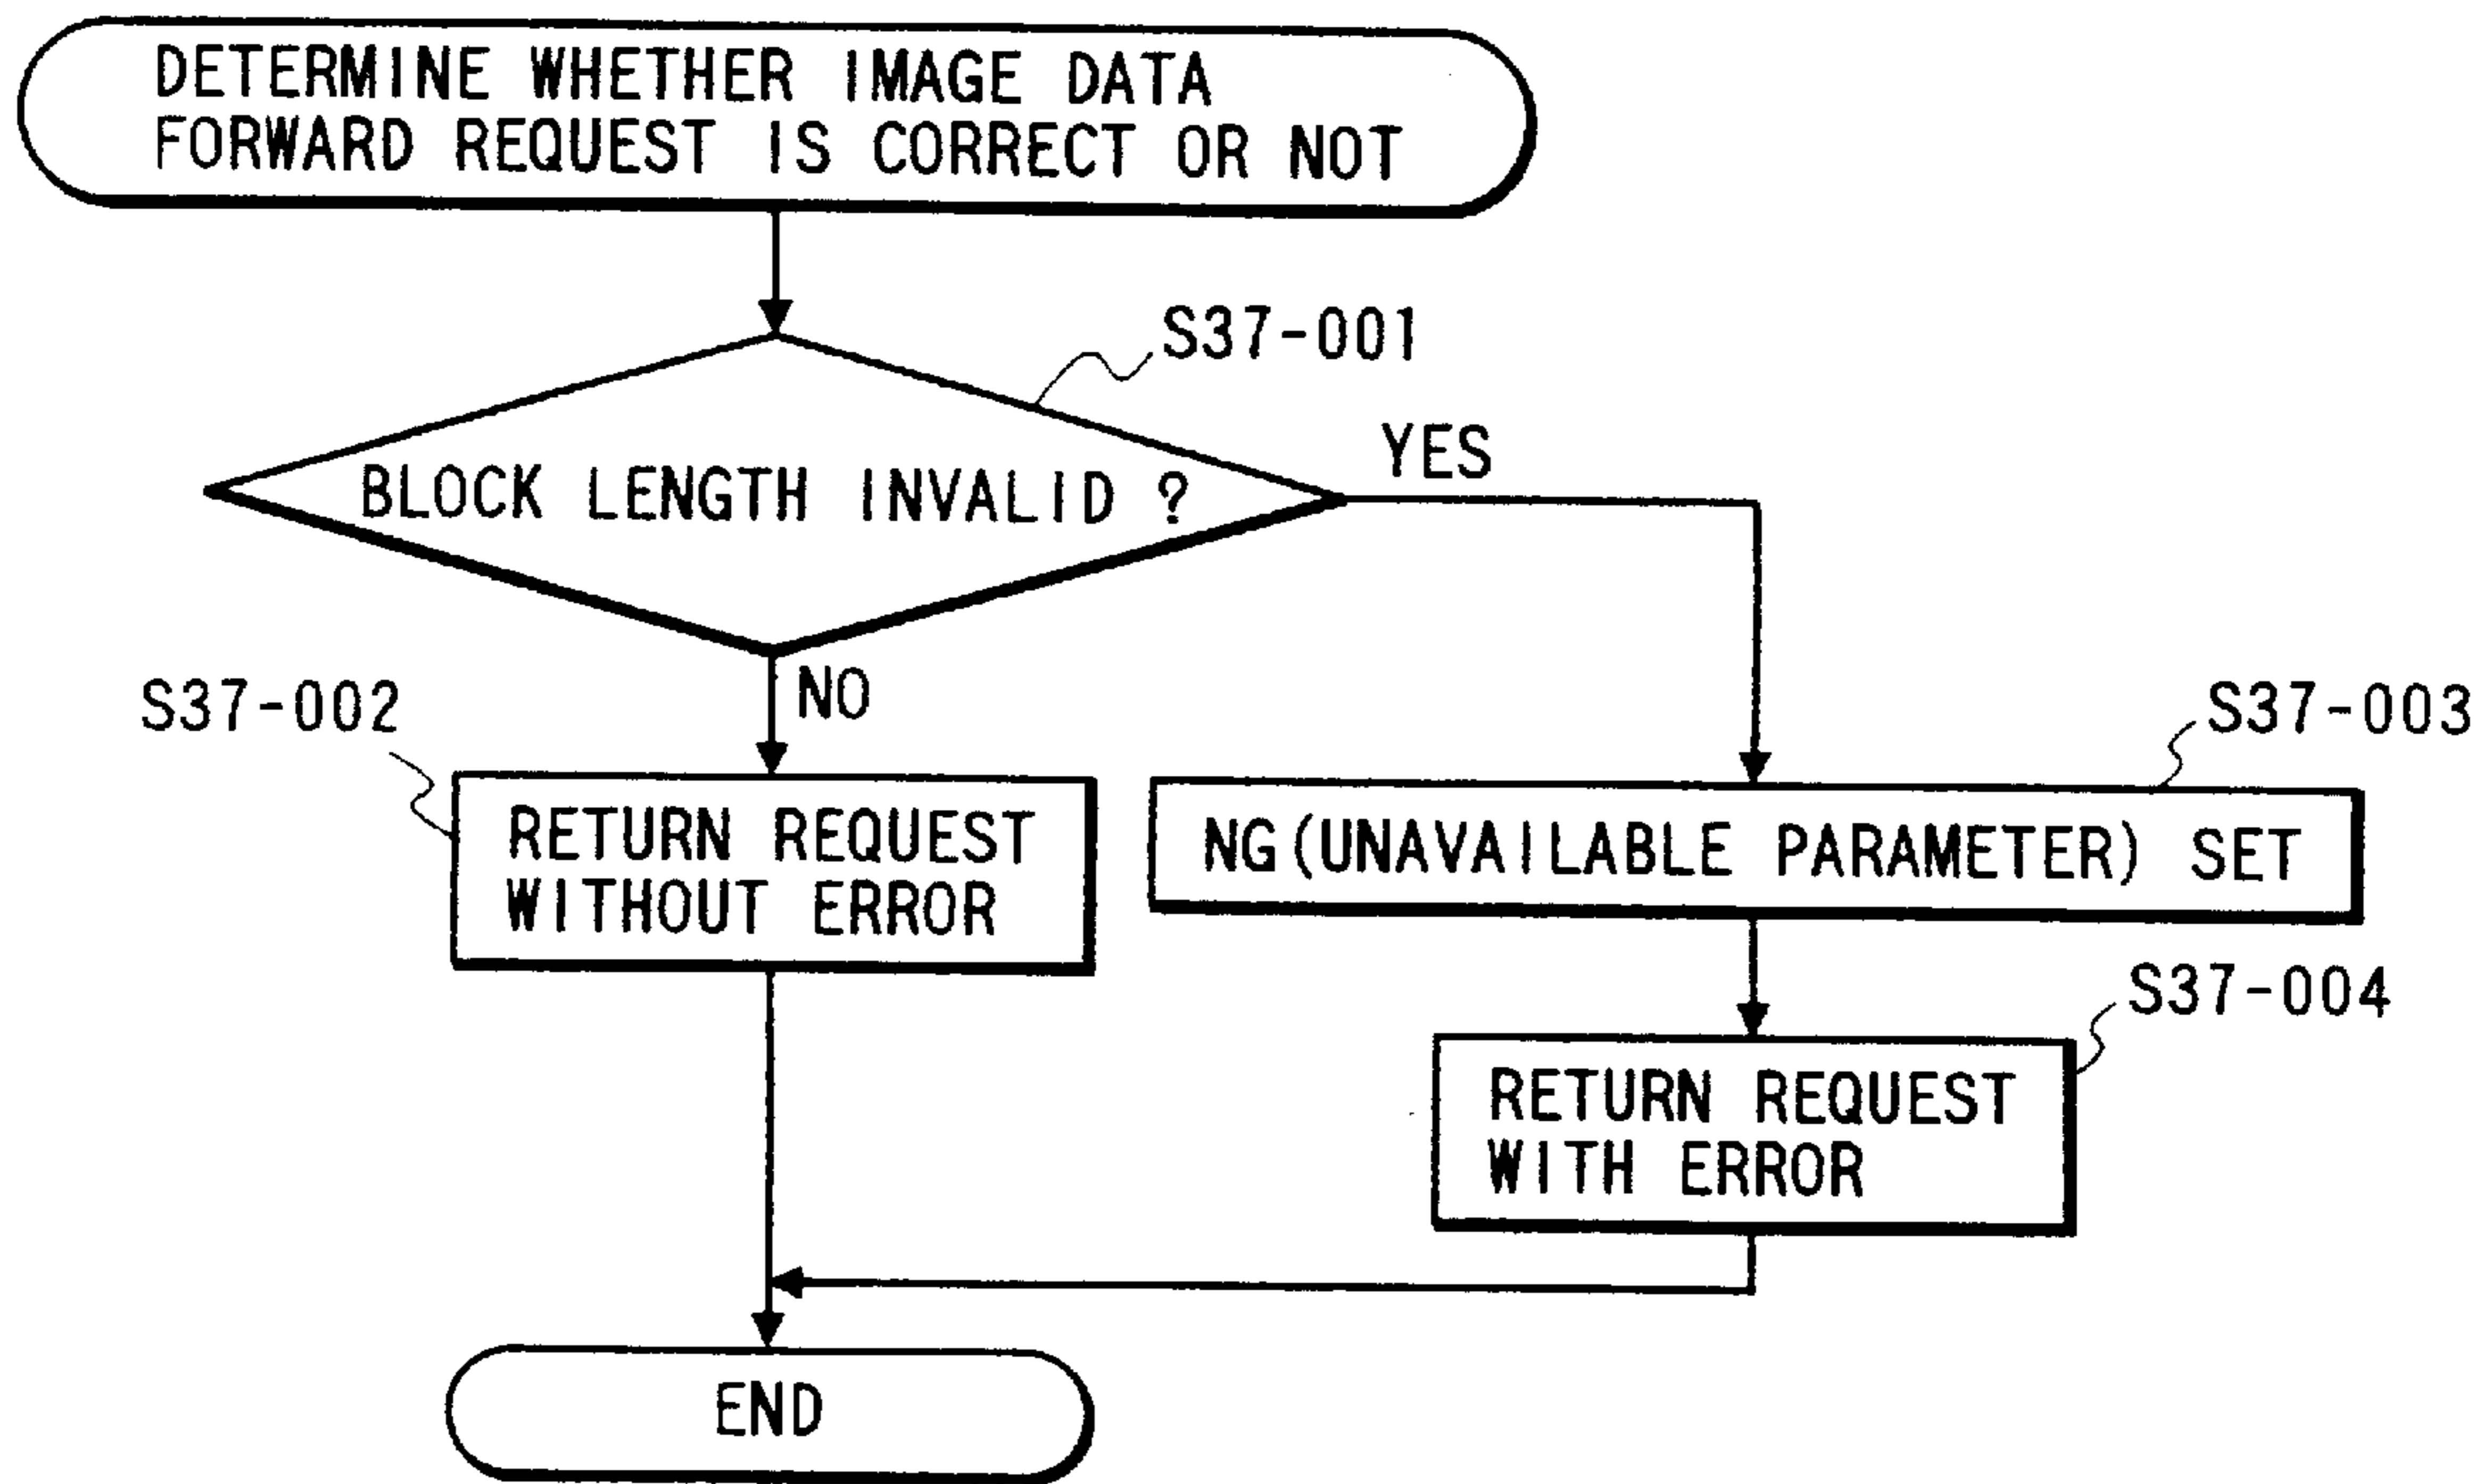 DETERMINE WHETHER IMAGE DATA
FORWARD REQUEST IS CORRECT OR NOT
S37-001
BLOCK LENGTH INVALID ?
YES
NO
S37-002
RETURN REQUEST
WITHOUT ERROR
S37-003
NG(UNAVAILABLE PARAMETER) SET
S37-004
RETURN REQUEST
WITH ERROR
END